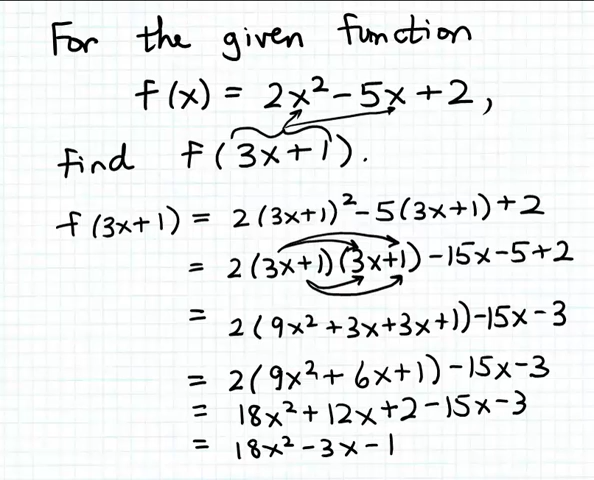 For the given function
f(x) = 2x² - 5x + 2,
find f(3x+1).
f(3x+1) = 2(3x+1)² - 5(3x+1) + 2
= 2(3x+1)(3x+1) - 15x - 5 + 2
= 2(9x² + 3x + 3x + 1) - 15x - 3
= 2(9x² + 6x + 1) - 15x - 3
= 18x² + 12x + 2 - 15x - 3
= 18x² - 3x - 1